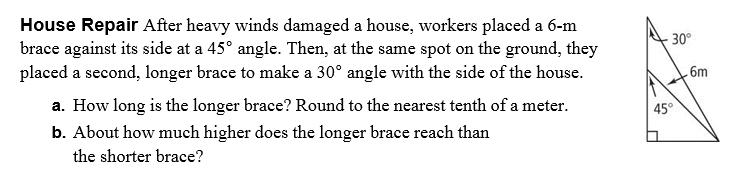 House Repair After heavy winds damaged a house, workers placed a 6-m
brace against its side at a 45° angle. Then, at the same spot on the ground, they
placed a second, longer brace to make a 30° angle with the side of the house.
a. How long is the longer brace? Round to the nearest tenth of a meter.
b. About how much higher does the longer brace reach than
the shorter brace?
30°
6m
45°